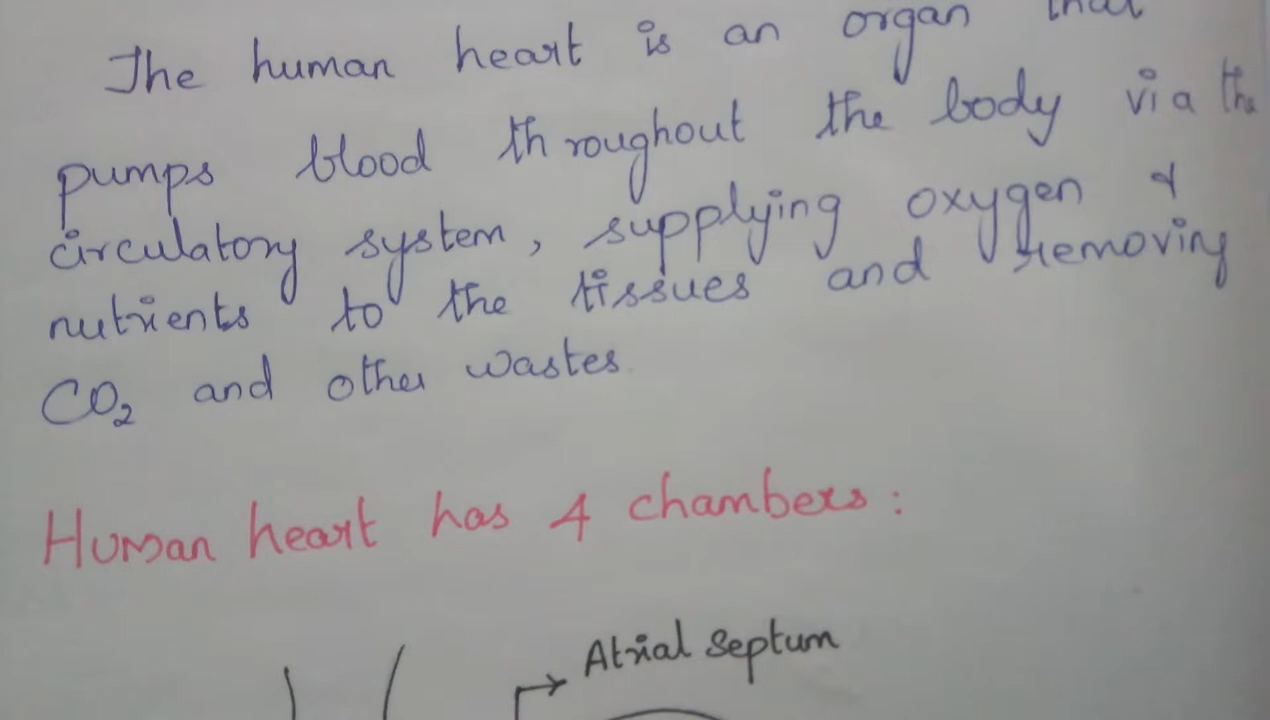 The human heart is an organ that
pumps blood throughout the body via the
circulatory system, supplying oxygen &
nutrients to the tissues and removing
CO₂ and other wastes.
Human heart has 4 chambers:
Atrial Septum